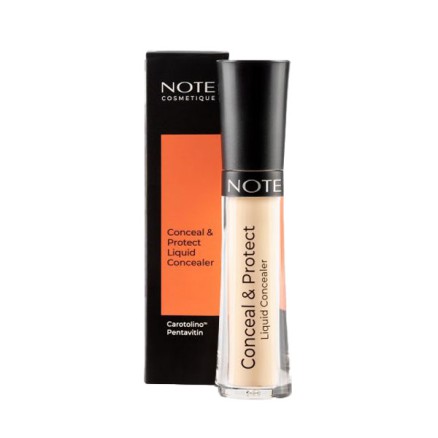 NOTE
COSMETIQUE
Conceal &
Protect
Liquid
Concealer
Carotolino™
Pentavitin
NOTE
Conceal & Protect
Liquid Concealer